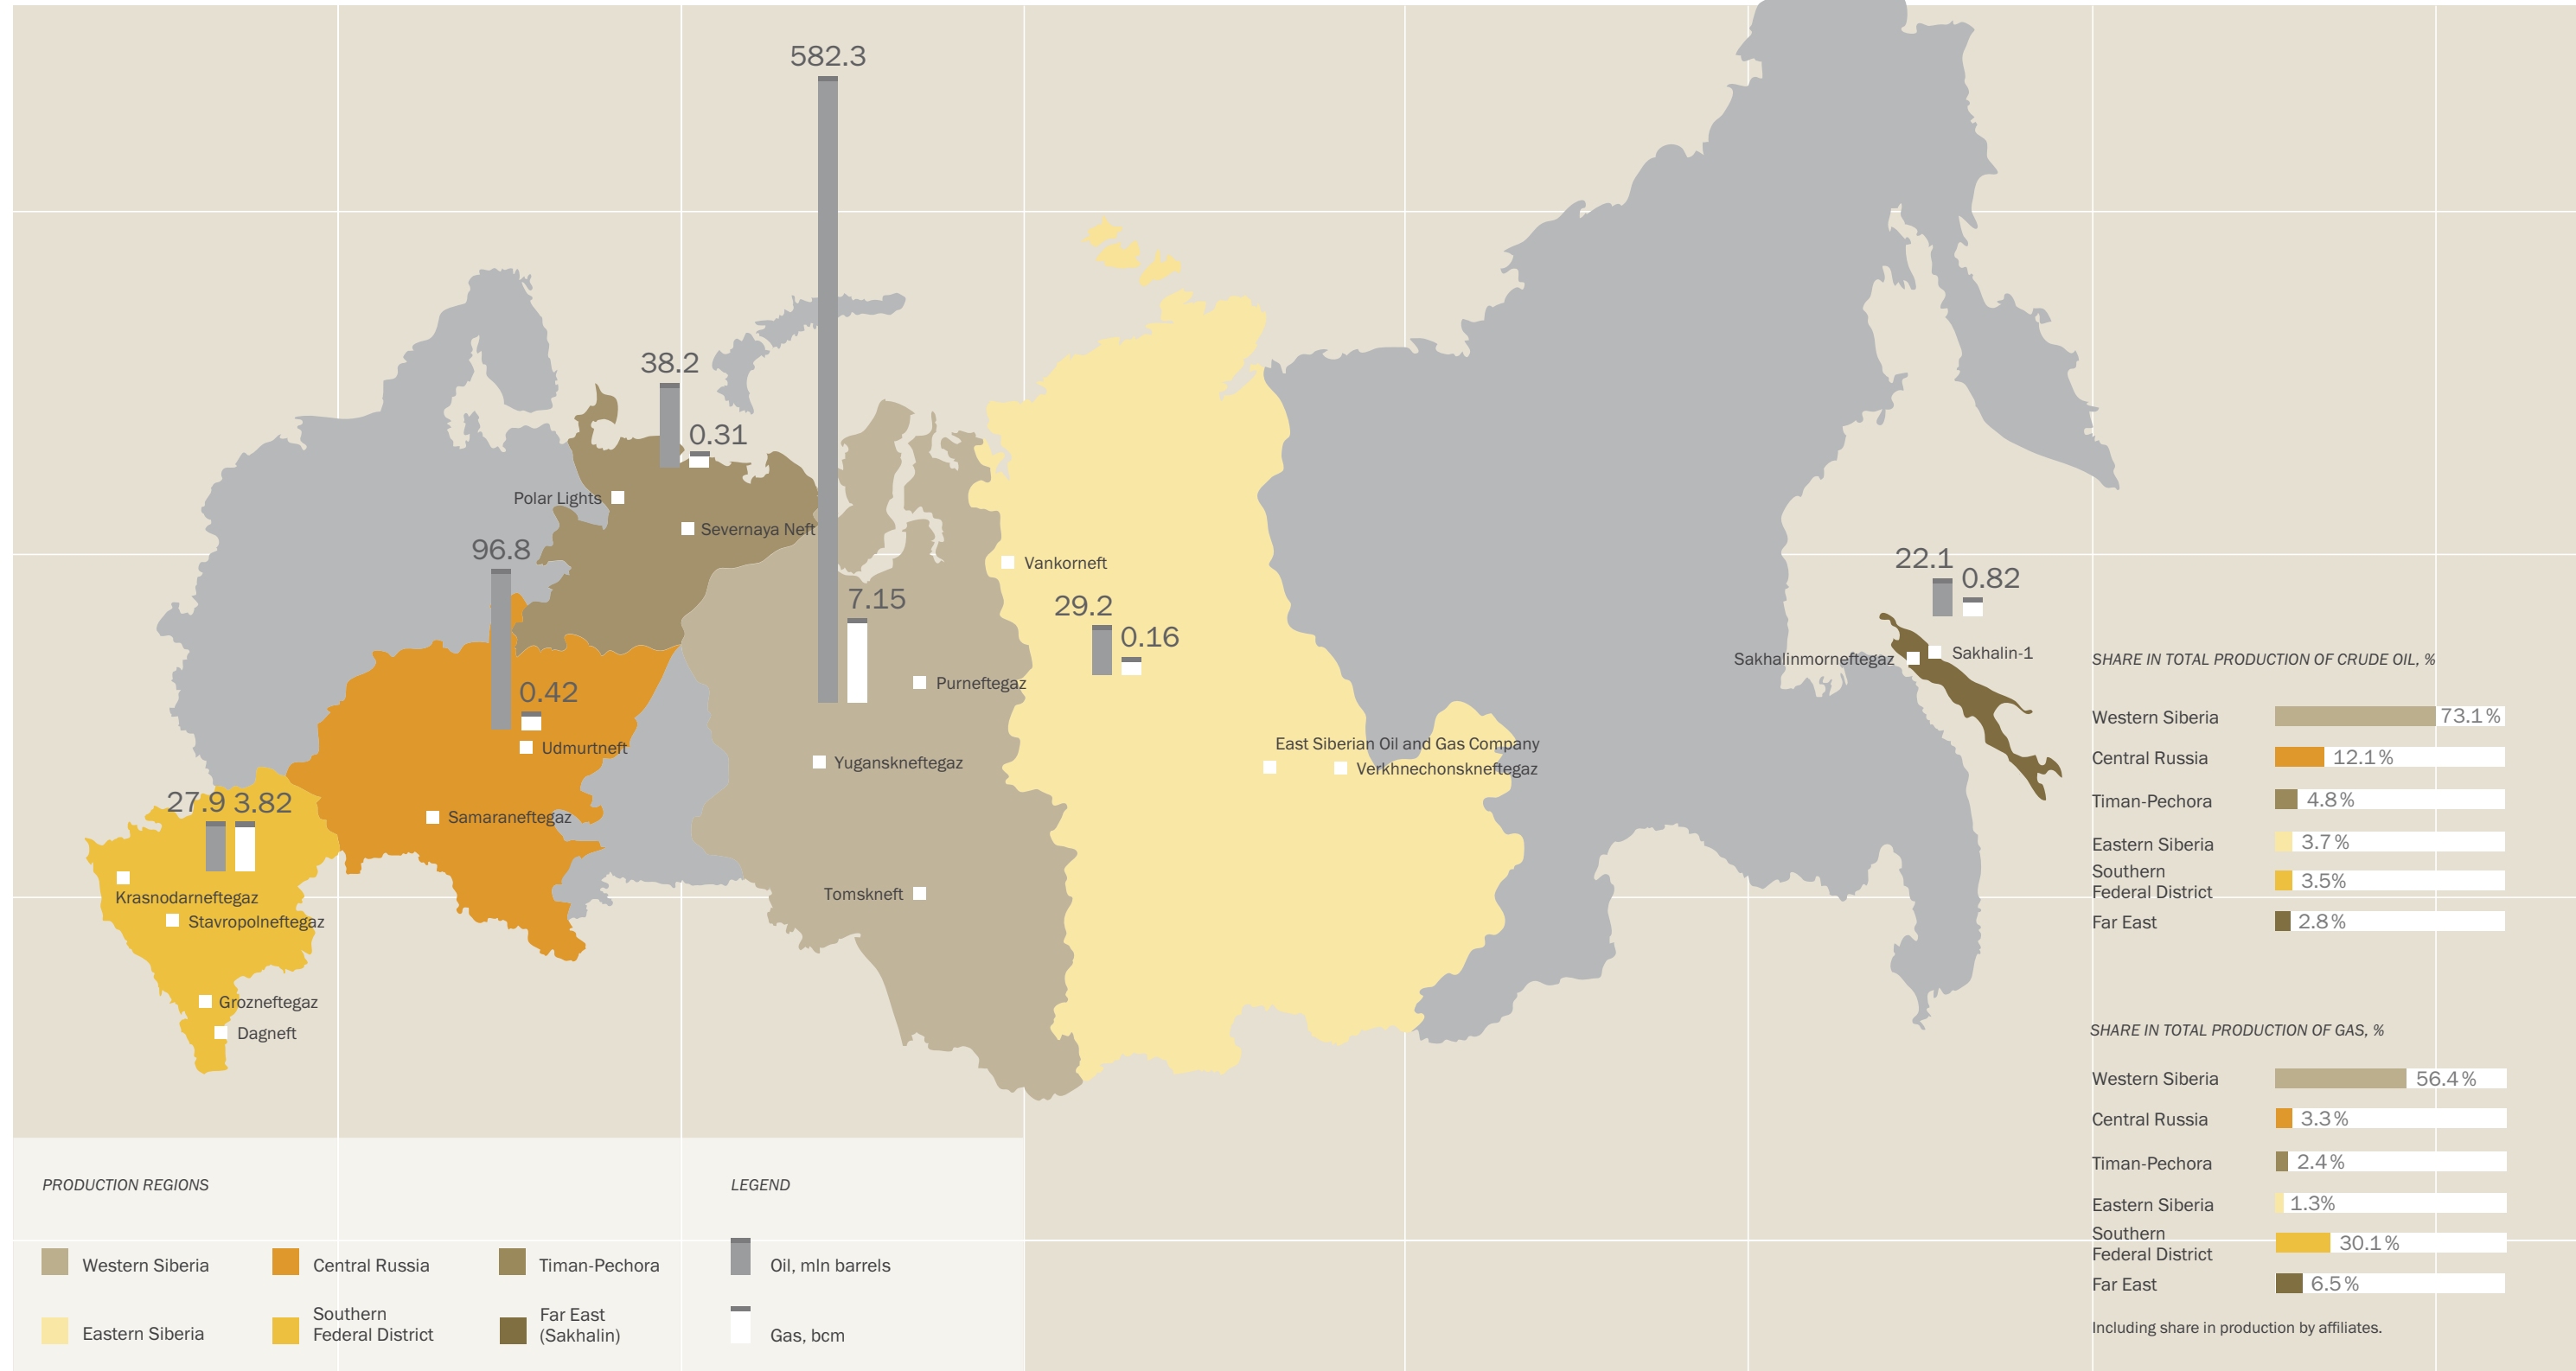 582.3
38.2
0.31
Polar Lights
Severnaya Neft
96.8
Vankorneft
22.1
0.82
7.15
29.2
0.16
Sakhalinmorneftegaz
Sakhalin-1
Purneftegaz
0.42
Udmurtneft
Yuganskneftegaz
East Siberian Oil and Gas Company
Verkhnechonskneftegaz
27.9
3.82
Samaraneftegaz
Krasnodarneftegaz
Stavropolneftegaz
Tomskneft
Grozneftegaz
Dagneft
SHARE IN TOTAL PRODUCTION OF CRUDE OIL, %
Western Siberia 73.1%
Central Russia 12.1%
Timan-Pechora 4.8%
Eastern Siberia 3.7%
Southern
Federal District 3.5%
Far East 2.8%
SHARE IN TOTAL PRODUCTION OF GAS, %
Western Siberia 56.4%
Central Russia 3.3%
Timan-Pechora 2.4%
Eastern Siberia 1.3%
Southern
Federal District 30.1%
Far East 6.5%
Including share in production by affiliates.
PRODUCTION REGIONS
Western Siberia
Central Russia
Timan-Pechora
Eastern Siberia
Southern
Federal District
Far East
(Sakhalin)
LEGEND
Oil, mln barrels
Gas, bcm